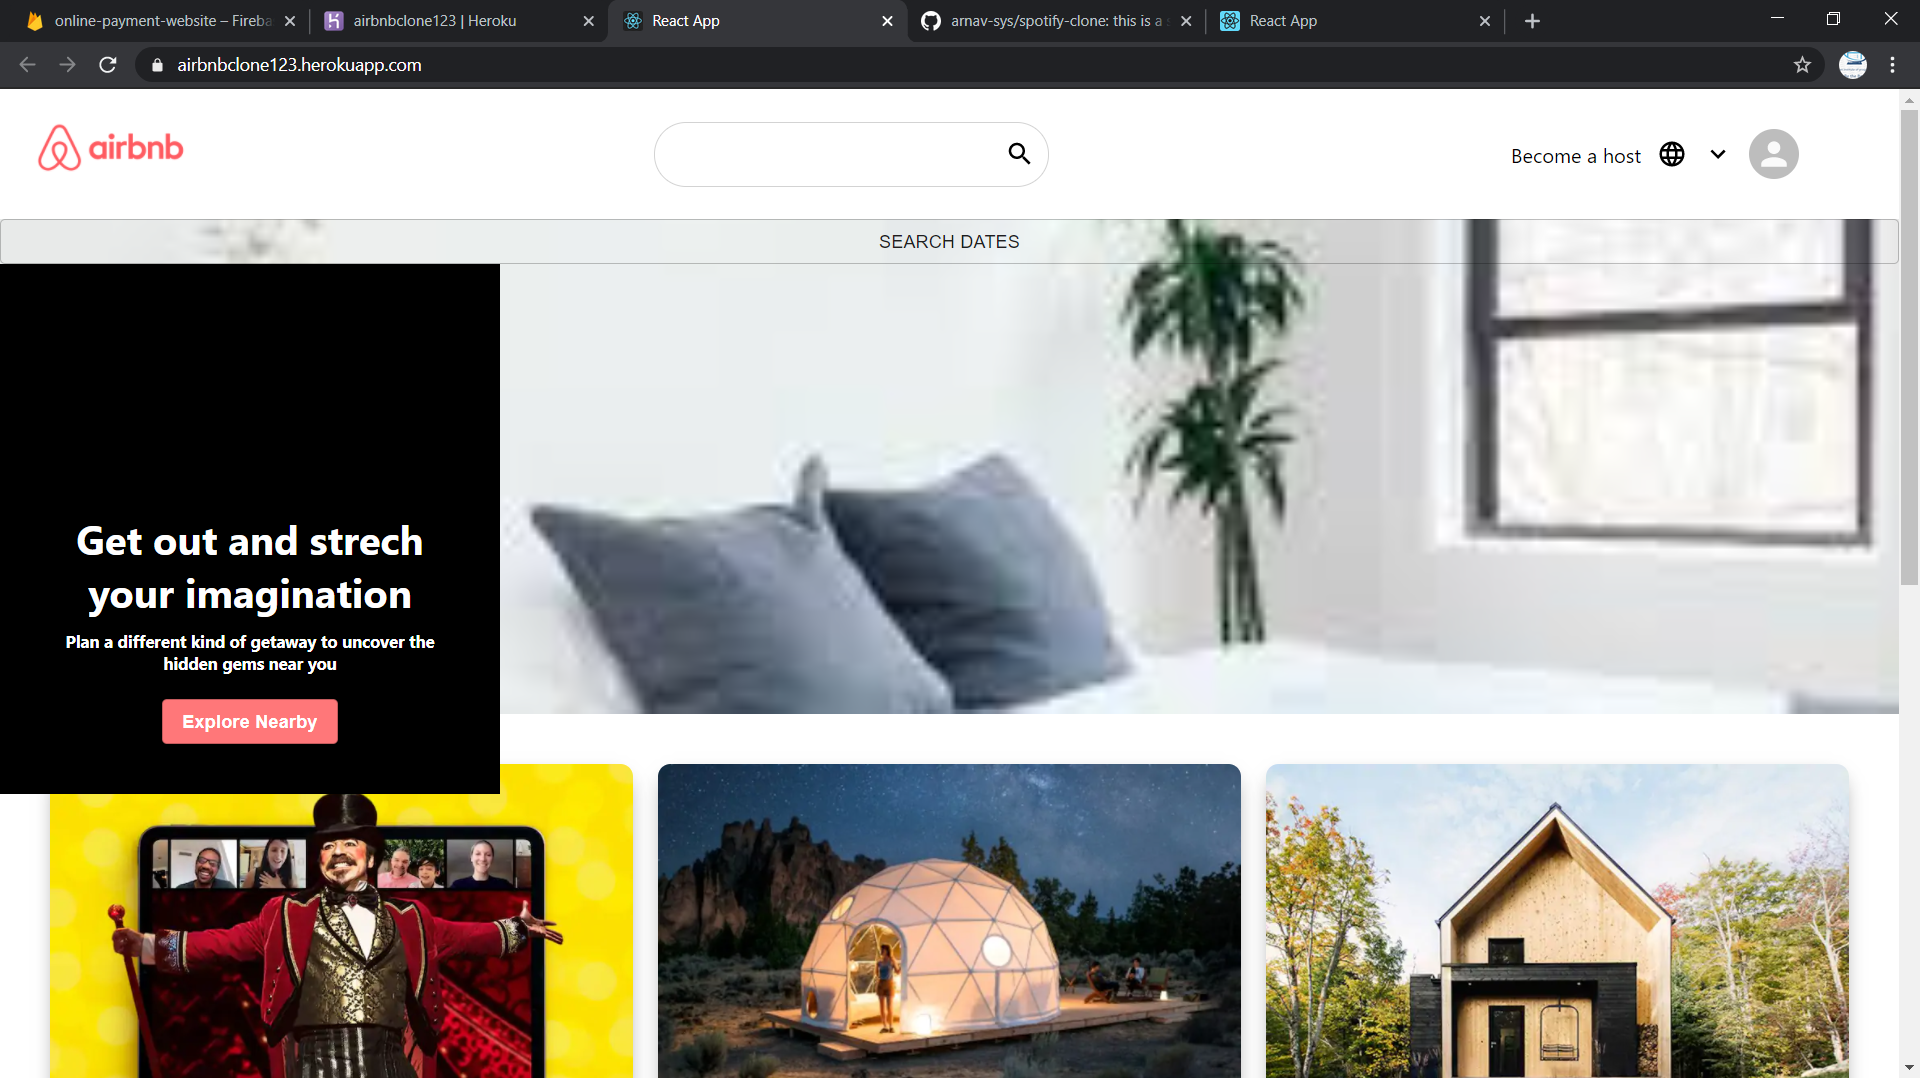 online-payment-website – Fireba
airbnbclone123 | Heroku
React App
arnav-sys/spotify-clone: this is a s
React App
airbnbclone123.herokuapp.com
airbnb
Become a host
SEARCH DATES
Get out and strech
your imagination
Plan a different kind of getaway to uncover the
hidden gems near you
Explore Nearby